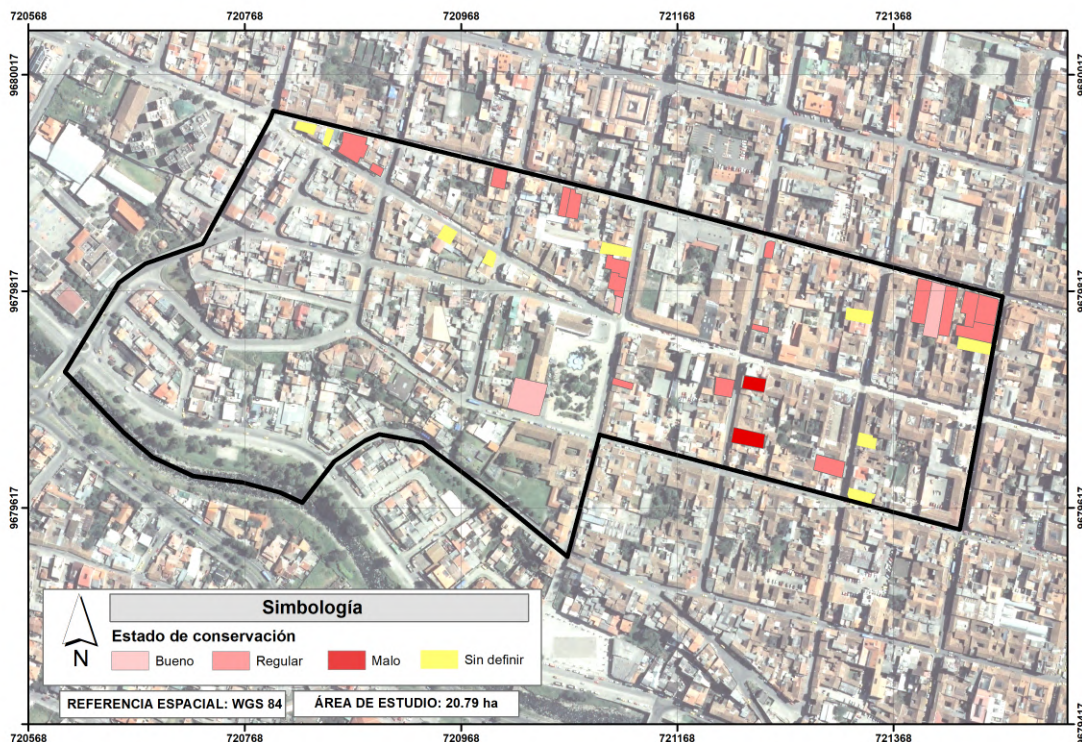 720568 720768 720968 721168 721368
9680017 9680017
9679817 9679817
9679617 9679617
9679417
Simbología
Estado de conservación
N
Bueno Regular Malo Sin definir
REFERENCIA ESPACIAL: WGS 84 ÁREA DE ESTUDIO: 20.79 ha
720568 720768 720968 721168 721368